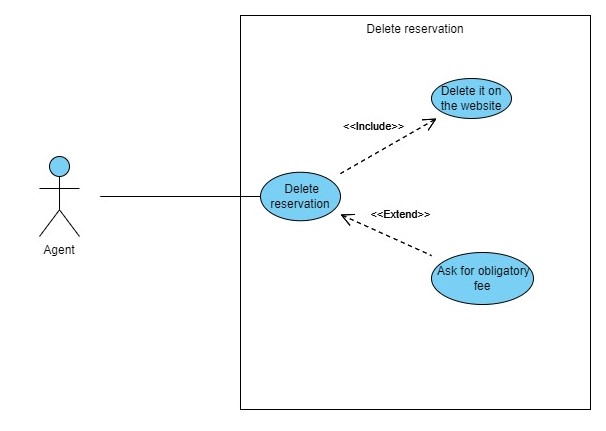 Delete reservation
Delete it on
the website
<<Include>>
Delete
reservation
<<Extend>>
Agent
Ask for obligatory
fee